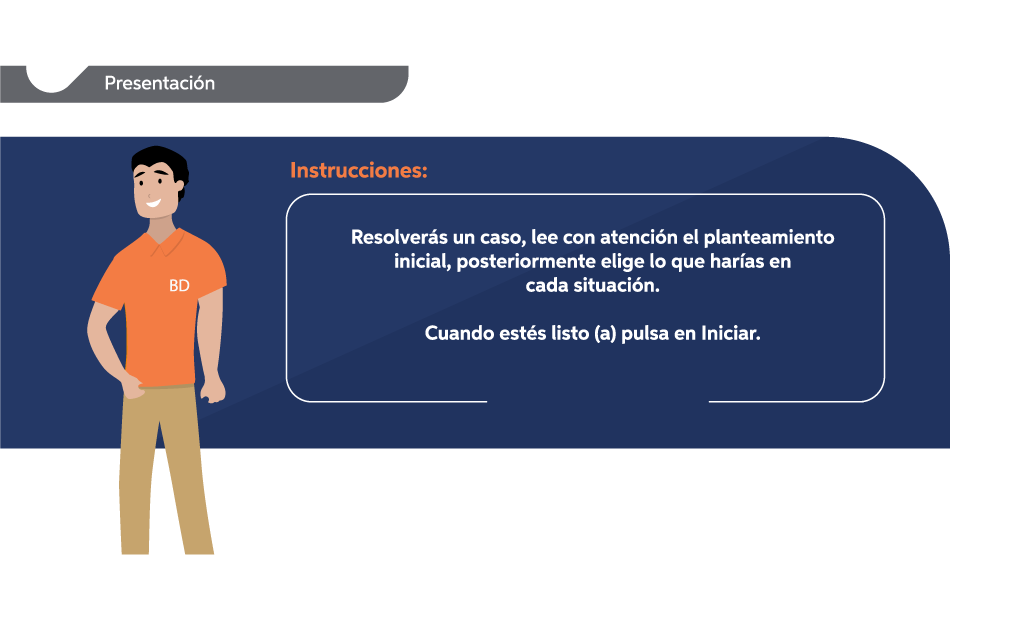 Presentación
Instrucciones:
Resolverás un caso, lee con atención el planteamiento
inicial, posteriormente elige lo que harías en
cada situación.
Cuando estés listo (a) pulsa en Iniciar.
BD